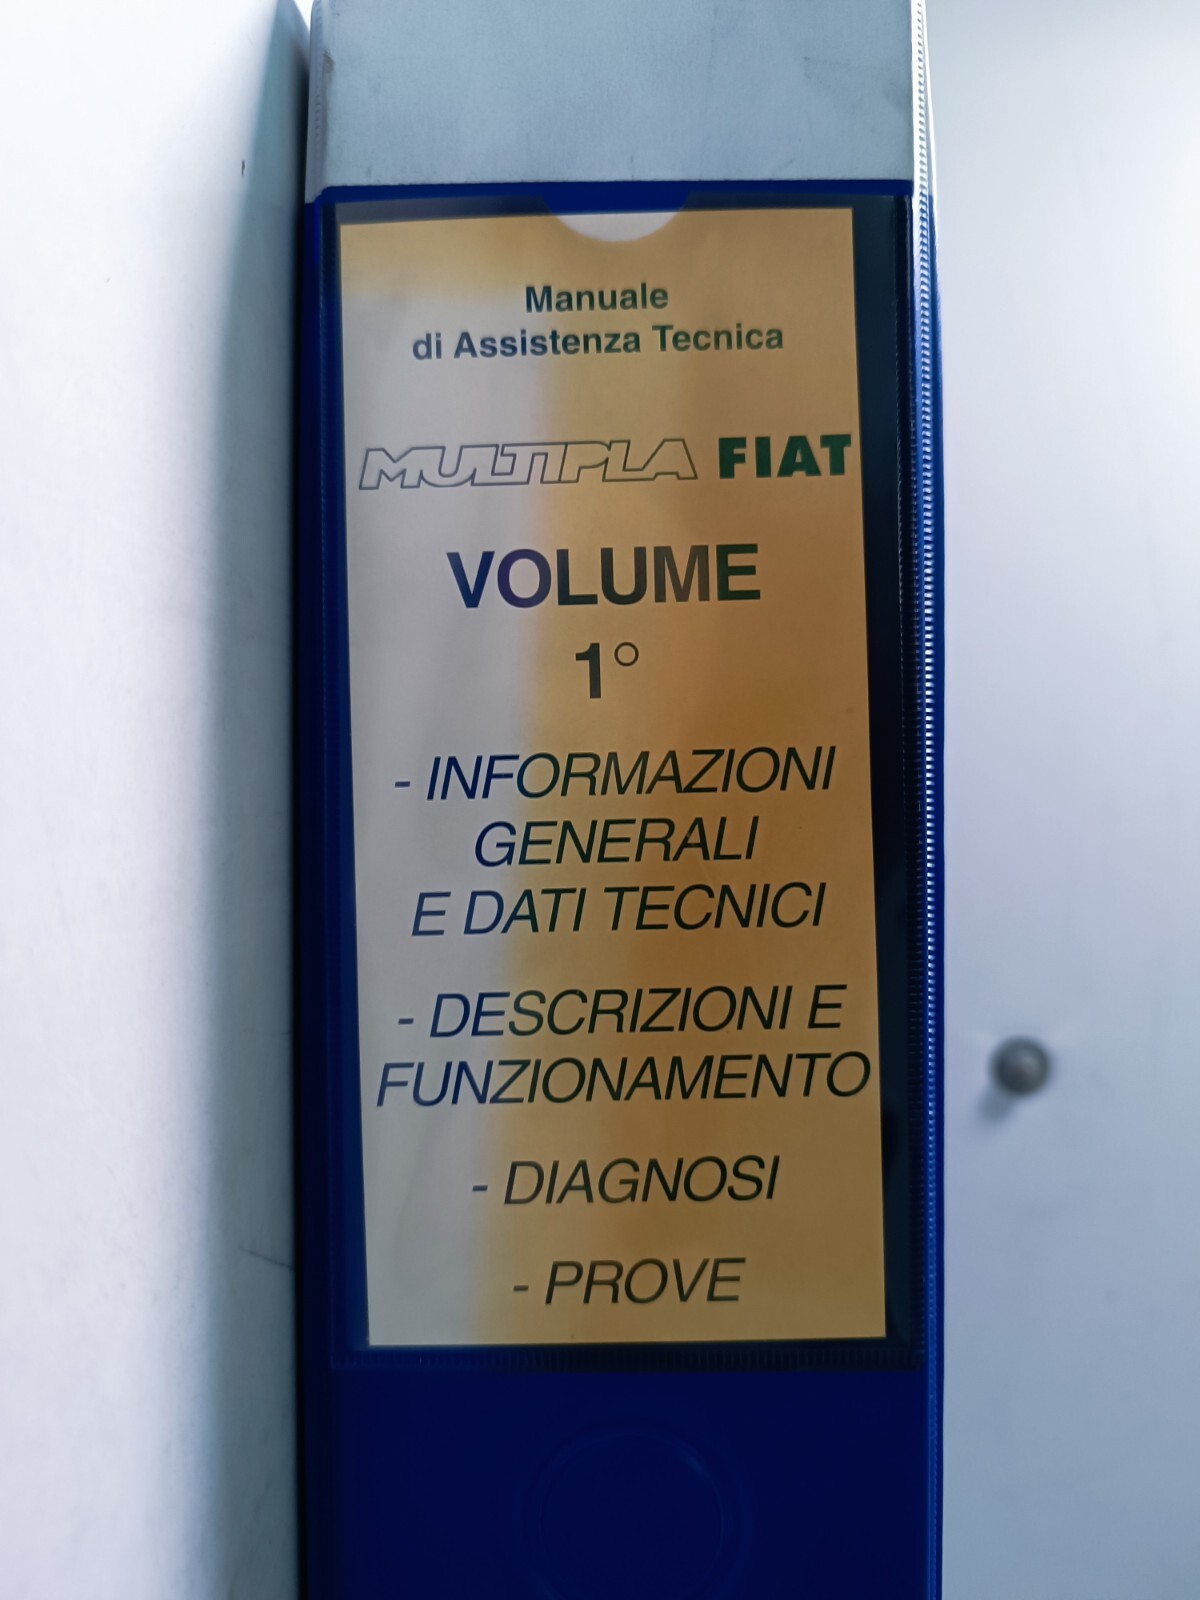 Manuale
di Assistenza Tecnica
MULTIPLA FIAT
VOLUME
1°
- INFORMAZIONI
GENERALI
E DATI TECNICI
- DESCRIZIONI E
FUNZIONAMENTO
- DIAGNOSI
- PROVE